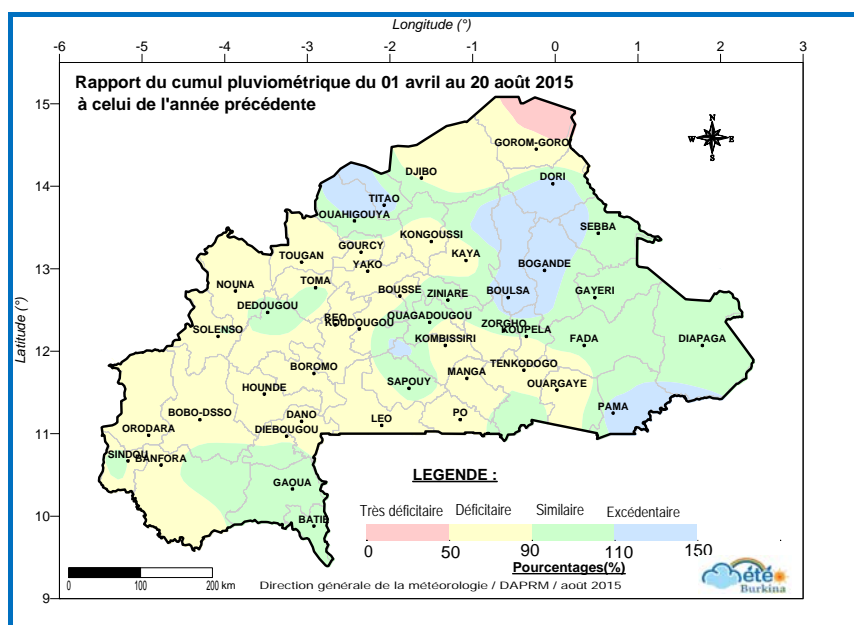 Longitude (°)
-6 -5 -4 -3 -2 -1 0 1 2 3
Rapport du cumul pluviométrique du 01 avril au 20 août 2015
à celui de l'année précédente
15
14
13
12
11
10
9
Latitude (°)
N
W E
S
GOROM-GORO
DJIBO
DORI
TITAO
OUAHIGOUYA
SEBBA
KONGOUSSI
GOURCY
TOUGAN
KAYA
YAKO
BOGANDE
NOUNA
TOMA
BOUSSE
ZINIARE
BOULSA
GAYERI
DEDOUGOU
REO
KOUDOUGOU
OUAGADOUGOU
ZORGHO
KOUPELA
SOLENSO
KOMBISSIRI
FADA
DIAPAGA
BOROMO
TENKODOGO
MANGA
SAPOUY
OUARGAYE
HOUNDE
PAMA
BOBO-DSSO
DANO
LEO
PO
ORODARA
DIEBOUGOU
SINDOU
BANFORA
GAOUA
BATIE
LEGENDE :
Très déficitaire Déficitaire Similaire Excédentaire
0 50 90 110 150
Pourcentages(%)
0 100 200 km
Direction générale de la météorologie / DAPRM / août 2015
été
Burkina